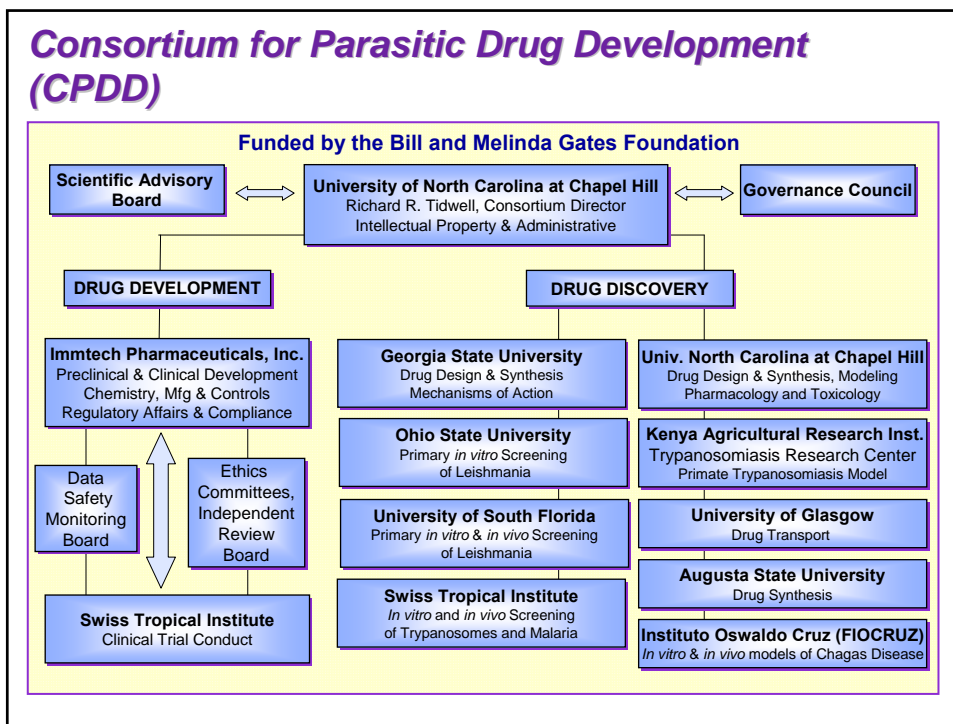 Consortium for Parasitic Drug Development
(CPDD)
Funded by the Bill and Melinda Gates Foundation
Scientific Advisory
Board
University of North Carolina at Chapel Hill
Richard R. Tidwell, Consortium Director
Intellectual Property & Administrative
Governance Council
DRUG DEVELOPMENT
DRUG DISCOVERY
Immtech Pharmaceuticals, Inc.
Preclinical & Clinical Development
Chemistry, Mfg & Controls
Regulatory Affairs & Compliance
Data
Safety
Monitoring
Board
Ethics
Committees,
Independent
Review
Board
Swiss Tropical Institute
Clinical Trial Conduct
Georgia State University
Drug Design & Synthesis
Mechanisms of Action
Ohio State University
Primary in vitro Screening
of Leishmania
University of South Florida
Primary in vitro & in vivo Screening
of Leishmania
Swiss Tropical Institute
In vitro and in vivo Screening
of Trypanosomes and Malaria
Univ. North Carolina at Chapel Hill
Drug Design & Synthesis, Modeling
Pharmacology and Toxicology
Kenya Agricultural Research Inst.
Trypanosomiasis Research Center
Primate Trypanosomiasis Model
University of Glasgow
Drug Transport
Augusta State University
Drug Synthesis
Instituto Oswaldo Cruz (FIOCRUZ)
In vitro & in vivo models of Chagas Disease